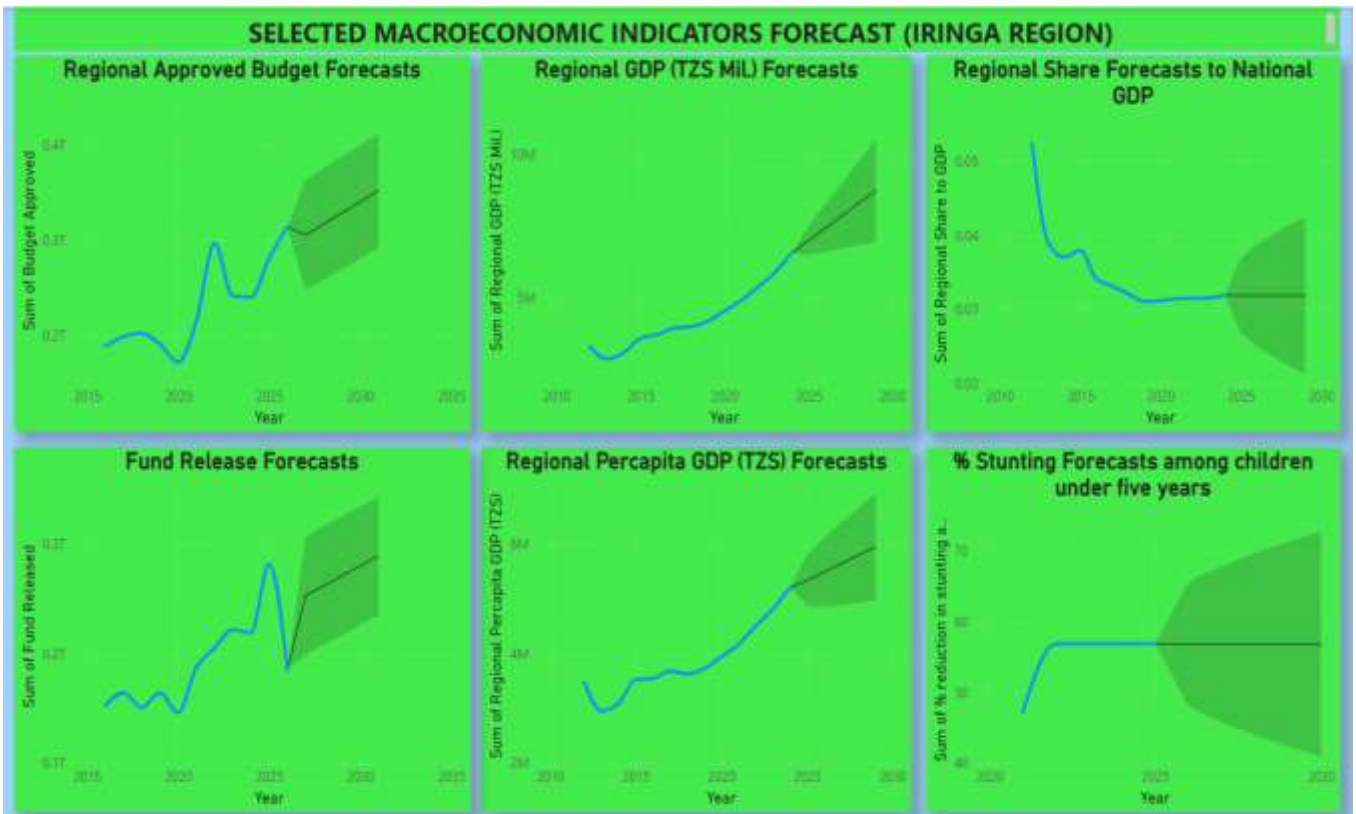 SELECTED MACROECONOMIC INDICATORS FORECAST (IRINGA REGION)
Regional Approved Budget Forecasts
Sum of Budget Approved
0.4T
0.3T
0.2T
2015 2020 2025 2030 2035
Year
Regional GDP (TZS MiL) Forecasts
Sum of Regional GDP (TZS MiL)
10M
5M
2010 2015 2020 2025 2030
Year
Regional Share Forecasts to National
GDP
Sum of Regional Share to GDP
0.05
0.04
0.03
0.02
2010 2015 2020 2025 2030
Year
Fund Release Forecasts
Sum of Fund Released
0.3T
0.2T
0.1T
2015 2020 2025 2030 2035
Year
Regional Percapita GDP (TZS) Forecasts
Sum of Regional Percapita GDP (TZS)
6M
4M
2M
2010 2015 2020 2025 2030
Year
% Stunting Forecasts among children
under five years
Sum of % reduction in stunting a...
70
60
50
40
2020 2025 2030
Year